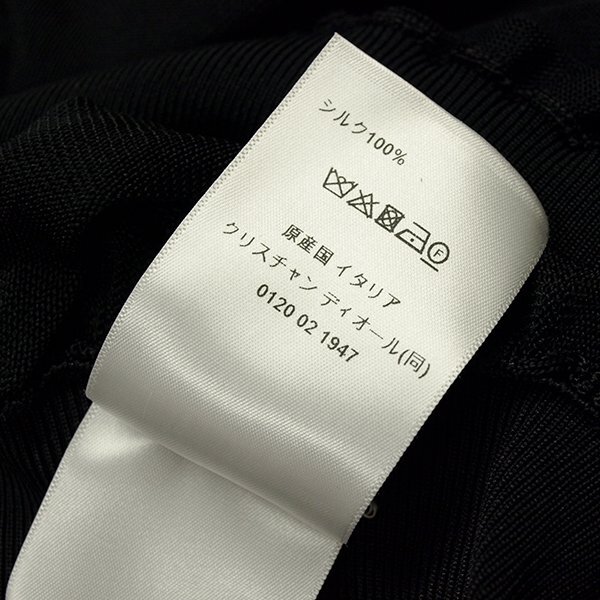 シルク100%
F
原産国 イタリア
クリスチャン ディオール(同)
0120 02 1947